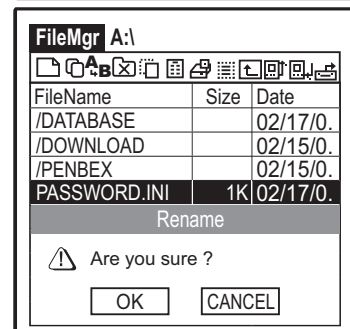 FileMgr A:\
A B
FileName Size Date
/DATABASE 02/17/0.
/DOWNLOAD 02/15/0.
/PENBEX 02/15/0.
PASSWORD.INI 1K 02/17/0.
Rename
Are you sure ?
OK CANCEL